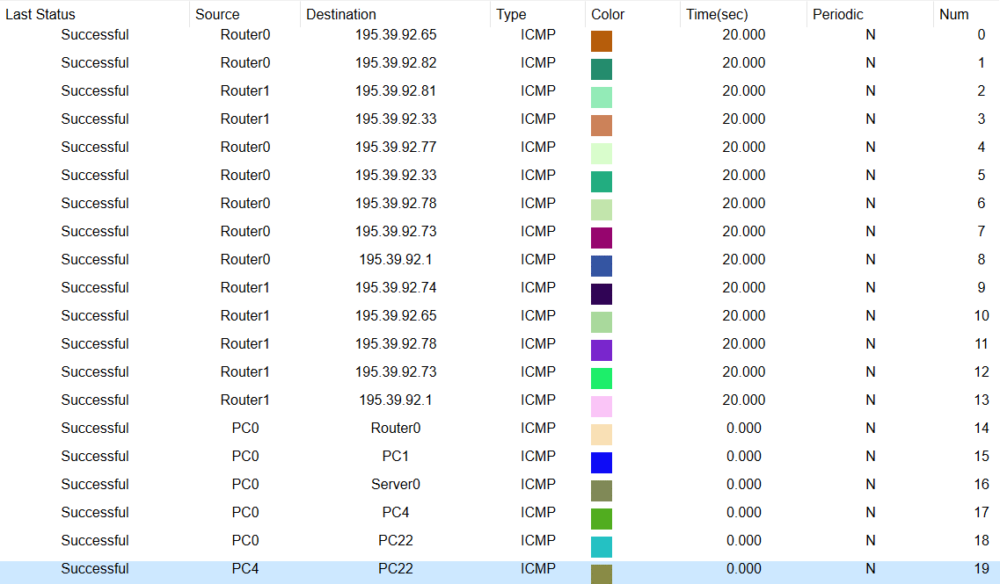 Last Status Source Destination Type Color Time(sec) Periodic Num
Successful Router0 195.39.92.65 ICMP 20.000 N 0
Successful Router0 195.39.92.82 ICMP 20.000 N 1
Successful Router1 195.39.92.81 ICMP 20.000 N 2
Successful Router1 195.39.92.33 ICMP 20.000 N 3
Successful Router0 195.39.92.77 ICMP 20.000 N 4
Successful Router0 195.39.92.33 ICMP 20.000 N 5
Successful Router0 195.39.92.78 ICMP 20.000 N 6
Successful Router0 195.39.92.73 ICMP 20.000 N 7
Successful Router0 195.39.92.1 ICMP 20.000 N 8
Successful Router1 195.39.92.74 ICMP 20.000 N 9
Successful Router1 195.39.92.65 ICMP 20.000 N 10
Successful Router1 195.39.92.78 ICMP 20.000 N 11
Successful Router1 195.39.92.73 ICMP 20.000 N 12
Successful Router1 195.39.92.1 ICMP 20.000 N 13
Successful PC0 Router0 ICMP 0.000 N 14
Successful PC0 PC1 ICMP 0.000 N 15
Successful PC0 Server0 ICMP 0.000 N 16
Successful PC0 PC4 ICMP 0.000 N 17
Successful PC0 PC22 ICMP 0.000 N 18
Successful PC4 PC22 ICMP 0.000 N 19